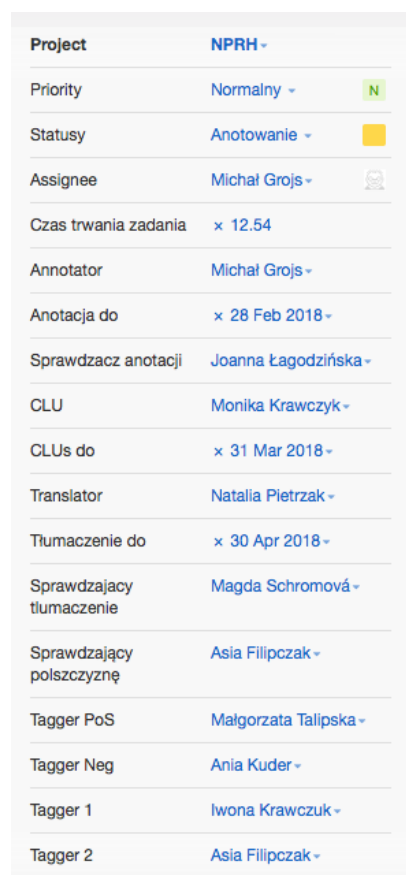 Project NPRH
Priority Normalny N
Statusy Anotowanie
Assignee Michał Grojs
Czas trwania zadania × 12.54
Annotator Michał Grojs
Anotacja do × 28 Feb 2018
Sprawdzacz anotacji Joanna Łagodzińska
CLU Monika Krawczyk
CLUs do × 31 Mar 2018
Translator Natalia Pietrzak
Tłumaczenie do × 30 Apr 2018
Sprawdzajacy Magda Schromová
tlumaczenie
Sprawdzający Asia Filipczak
polszczyznę
Tagger PoS Małgorzata Talipska
Tagger Neg Ania Kuder
Tagger 1 Iwona Krawczuk
Tagger 2 Asia Filipczak